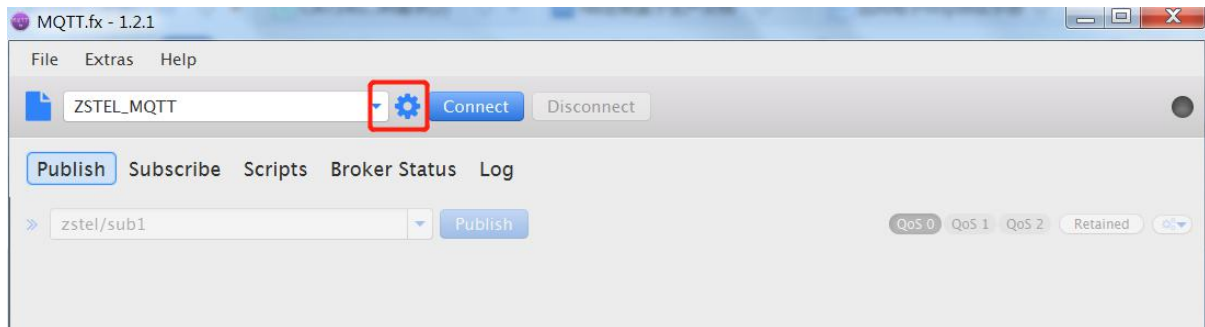 MQTT.fx - 1.2.1
File Extras Help
ZSTEL_MQTT Connect Disconnect
Publish Subscribe Scripts Broker Status Log
zstel/sub1 Publish QoS 0 QoS 1 QoS 2 Retained